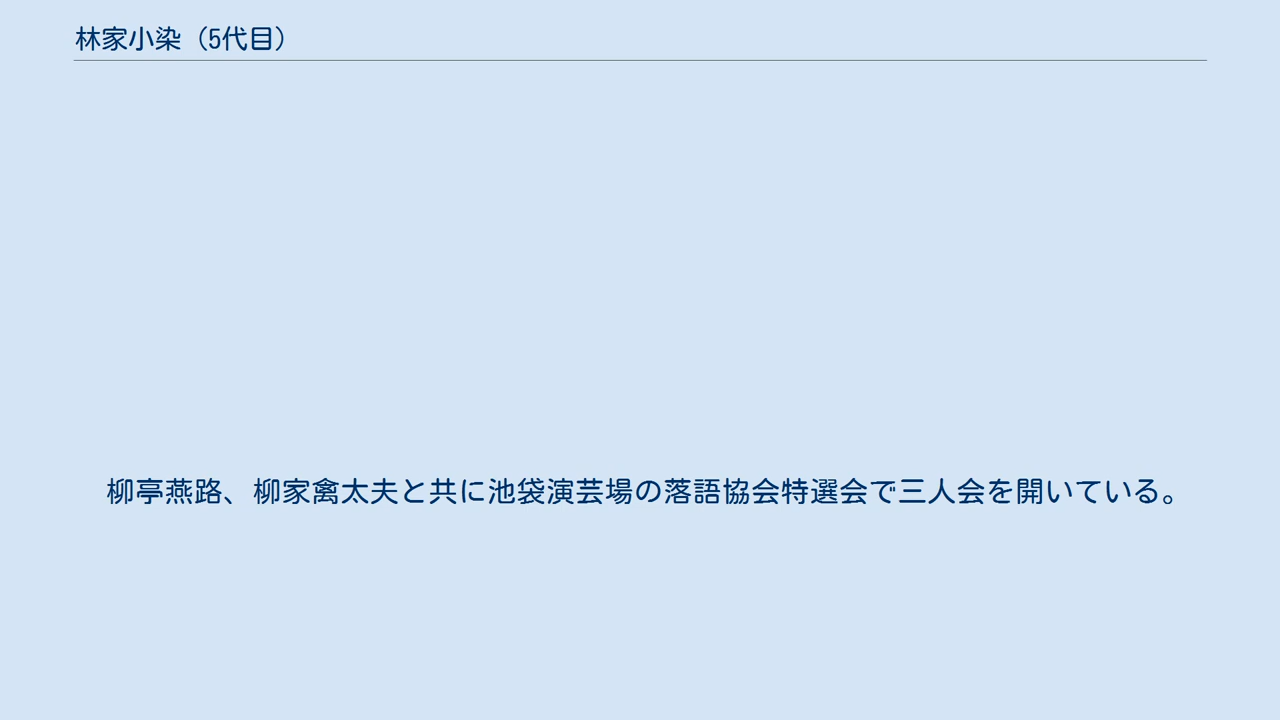 林家小染（5代目）
柳亭燕路、柳家禽太夫と共に池袋演芸場の落語協会特選会で三人会を開いている。